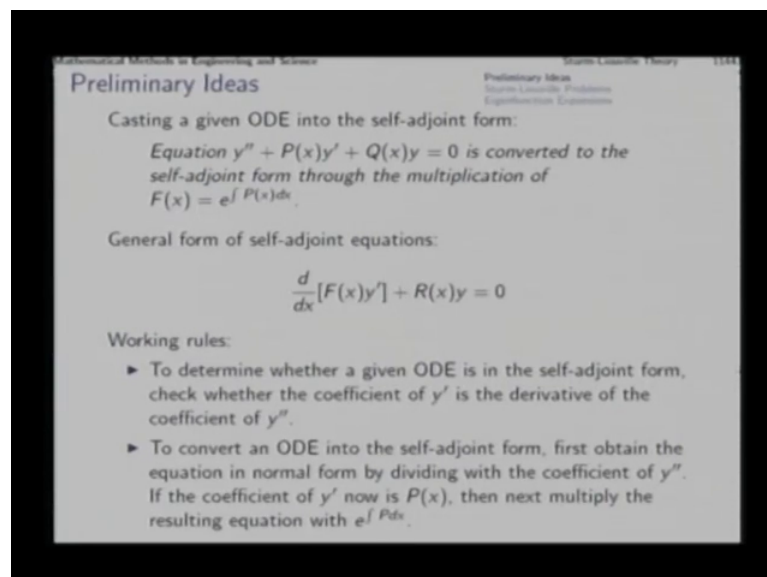 Mathematical Methods in Engineering and Science
Sturm-Liouville Theory
1144,
Preliminary Ideas
Preliminary Ideas
Sturm-Liouville Problems
Eigenfunction Expansions
Casting a given ODE into the self-adjoint form:
Equation y″ + P(x)y′ + Q(x)y = 0 is converted to the
self-adjoint form through the multiplication of
F(x) = e^{∫ P(x)dx}.
General form of self-adjoint equations:
d/dx [F(x)y′] + R(x)y = 0
Working rules:
► To determine whether a given ODE is in the self-adjoint form,
check whether the coefficient of y′ is the derivative of the
coefficient of y″.
► To convert an ODE into the self-adjoint form, first obtain the
equation in normal form by dividing with the coefficient of y″.
If the coefficient of y′ now is P(x), then next multiply the
resulting equation with e^{∫ Pdx}.